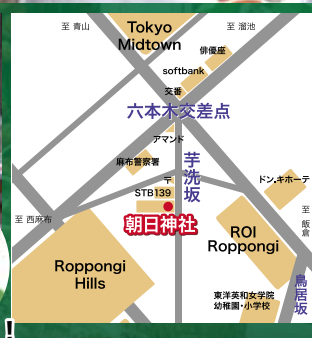 至 青山
Tokyo
Midtown
至 溜池
俳優座
softbank
交番
六本木交差点
アマンド
麻布警察署
芋洗坂
〒
STB139
ドン.キホーテ
至 西麻布
朝日神社
至 飯倉
ROI
Roppongi
Roppongi
Hills
鳥居坂
東洋英和女学院
幼稚園・小学校
!